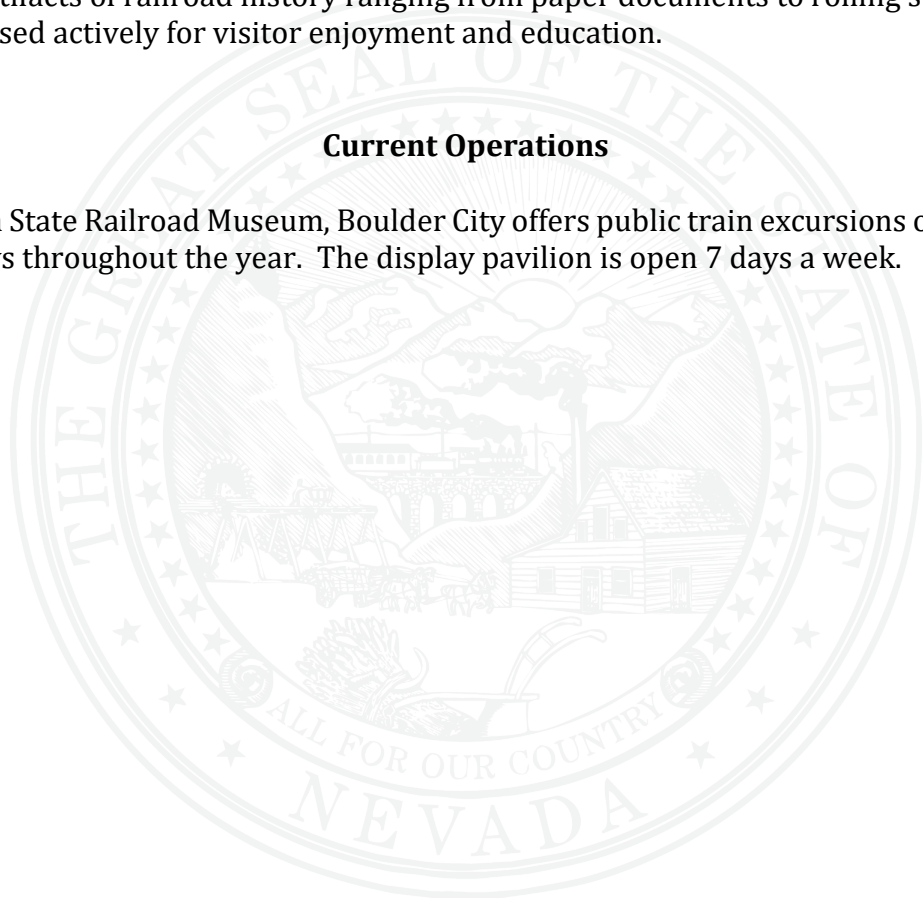 tifacts of railroad history ranging from paper documents to rolling s
sed actively for visitor enjoyment and education.
Current Operations
State Railroad Museum, Boulder City offers public train excursions
s throughout the year.  The display pavilion is open 7 days a week.
THE GREAT SEAL OF THE STATE OF
ALL FOR OUR COUNTRY
NEVADA